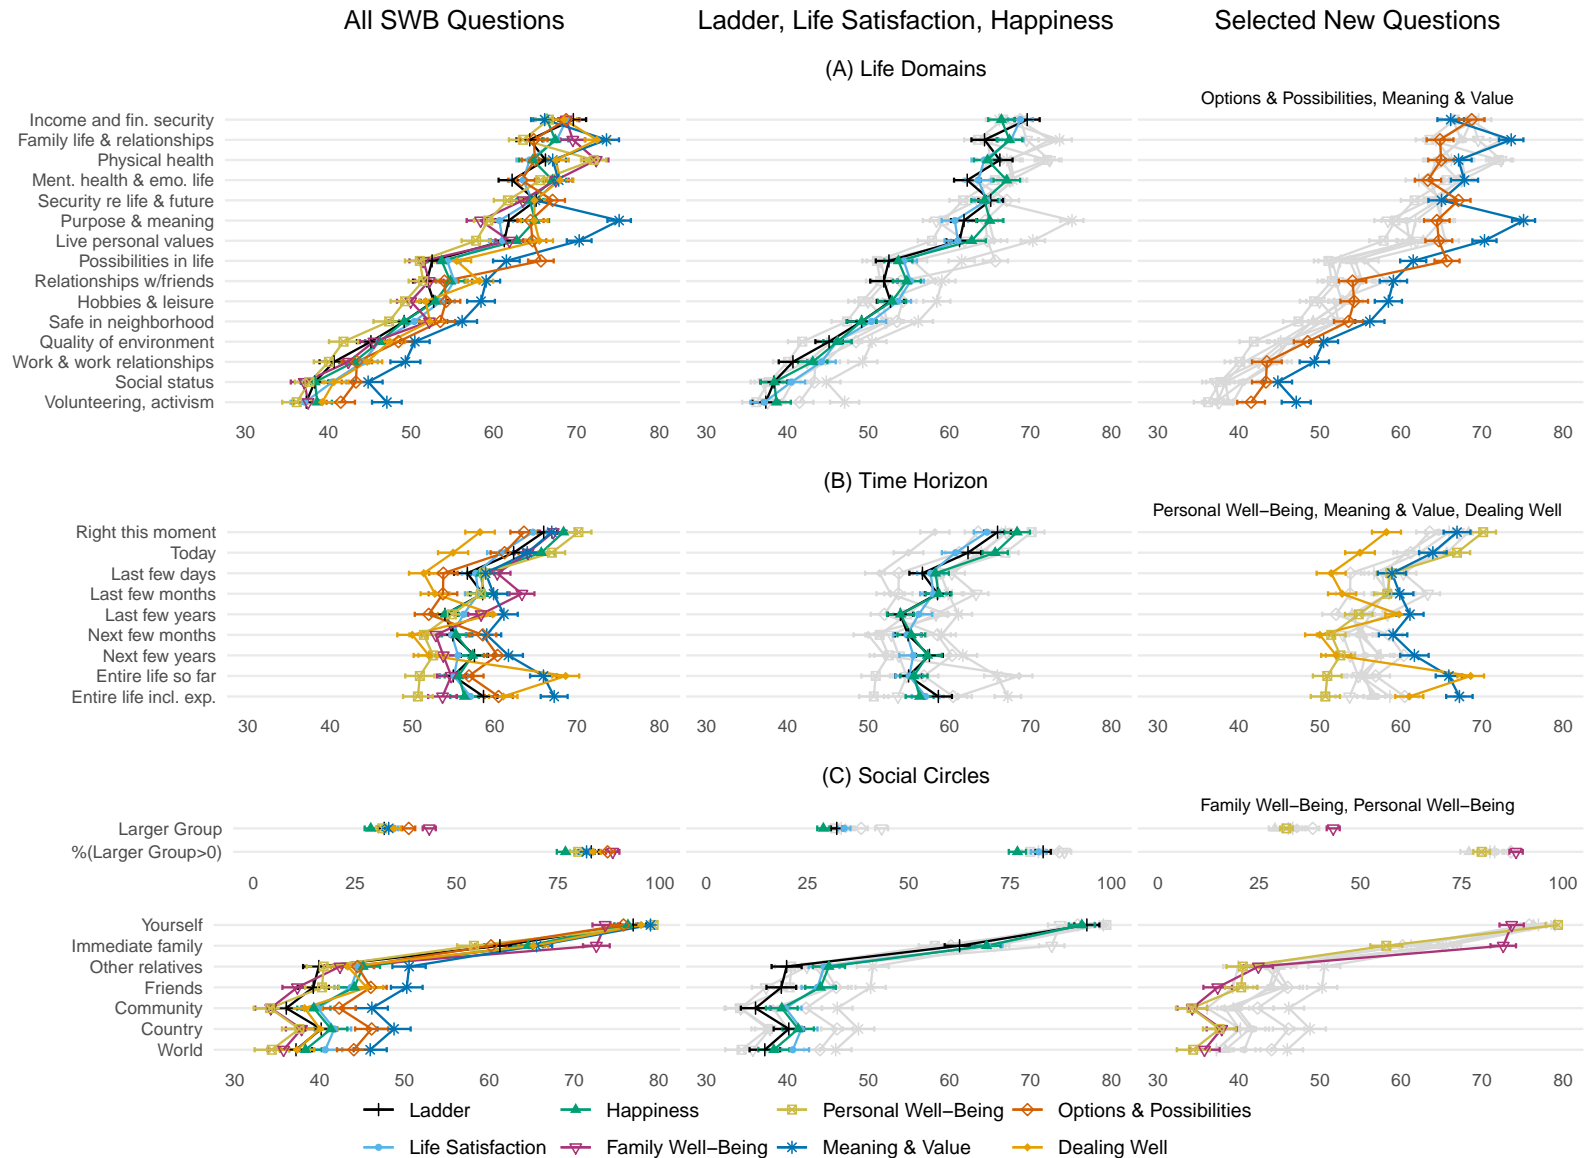 All SWB Questions
Ladder, Life Satisfaction, Happiness
Selected New Questions
(A) Life Domains
Options & Possibilities, Meaning & Value
Income and fin. security
Family life & relationships
Physical health
Ment. health & emo. life
Security re life & future
Purpose & meaning
Live personal values
Possibilities in life
Relationships w/friends
Hobbies & leisure
Safe in neighborhood
Quality of environment
Work & work relationships
Social status
Volunteering, activism
30 40 50 60 70 80 30 40 50 60 70 80 30 40 50 60 70 80
(B) Time Horizon
Personal Well-Being, Meaning & Value, Dealing Well
Right this moment
Today
Last few days
Last few months
Last few years
Next few months
Next few years
Entire life so far
Entire life incl. exp.
30 40 50 60 70 80 30 40 50 60 70 80 30 40 50 60 70 80
(C) Social Circles
Family Well-Being, Personal Well-Being
Larger Group
%(Larger Group>0)
0 25 50 75 100 0 25 50 75 100 0 25 50 75 100
Yourself
Immediate family
Other relatives
Friends
Community
Country
World
30 40 50 60 70 80 30 40 50 60 70 80 30 40 50 60 70 80
Ladder Happiness Personal Well-Being Options & Possibilities
Life Satisfaction Family Well-Being Meaning & Value Dealing Well